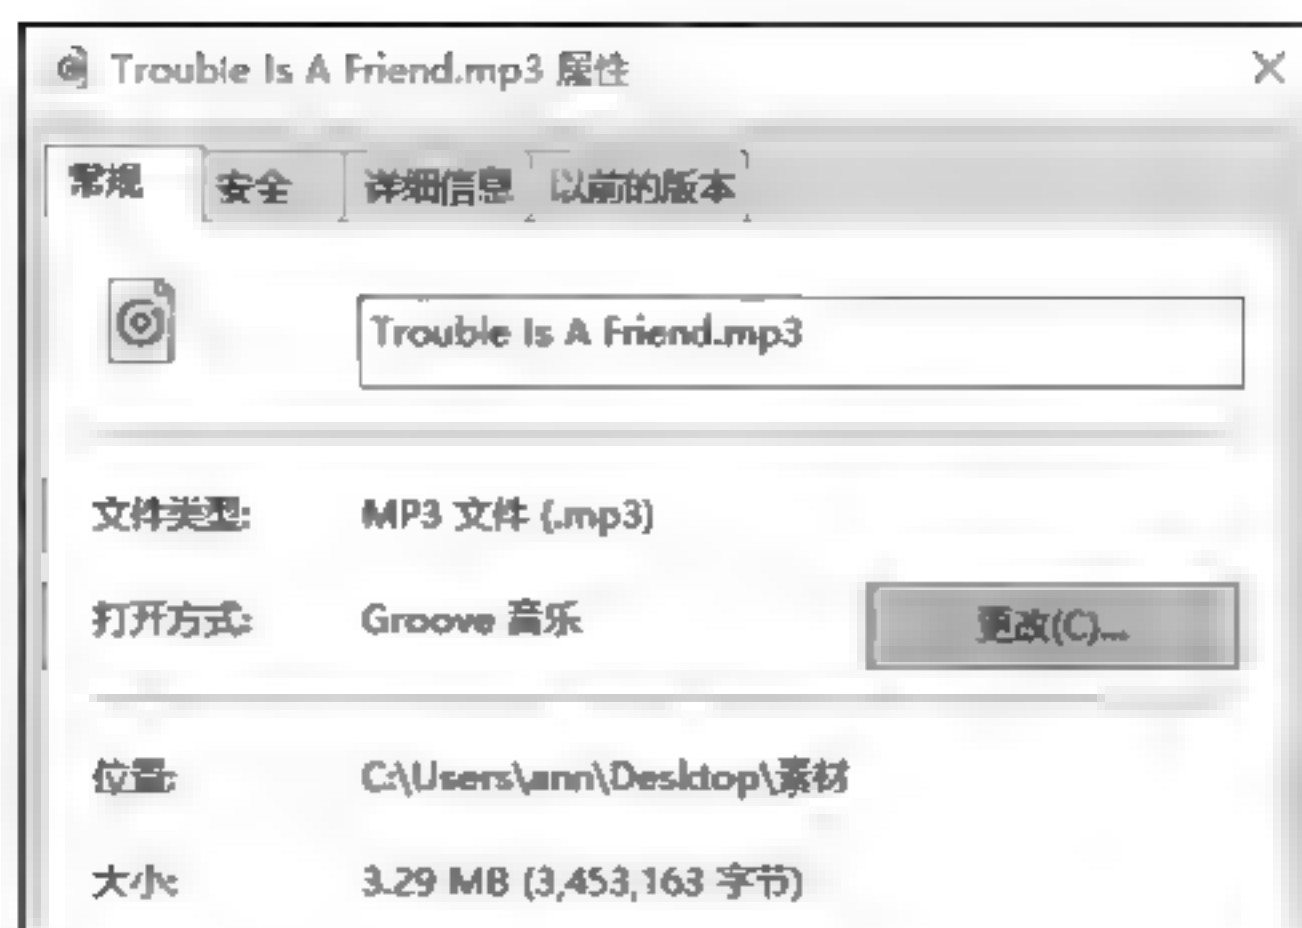 Trouble Is A Friend.mp3 属性
常规 安全 详细信息 以前的版本
Trouble Is A Friend.mp3
文件类型: MP3 文件 (.mp3)
打开方式: Groove 音乐 更改(C)...
位置: C:\Users\ann\Desktop\素材
大小: 3.29 MB (3,453,163 字节)